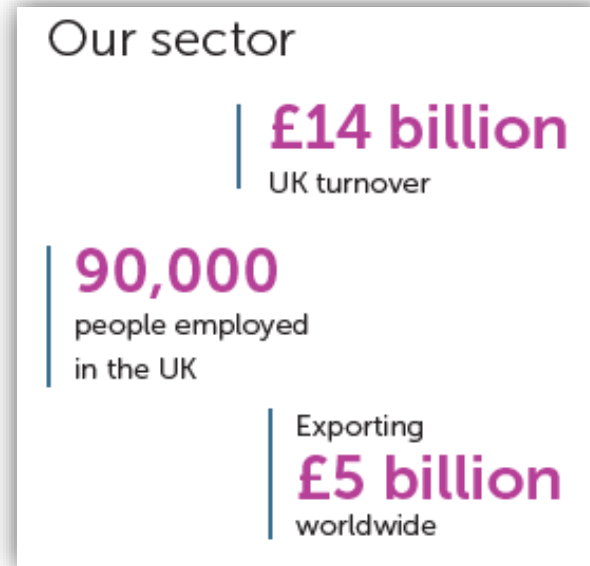 Our sector
£14 billion
UK turnover
90,000
people employed
in the UK
Exporting
£5 billion
worldwide